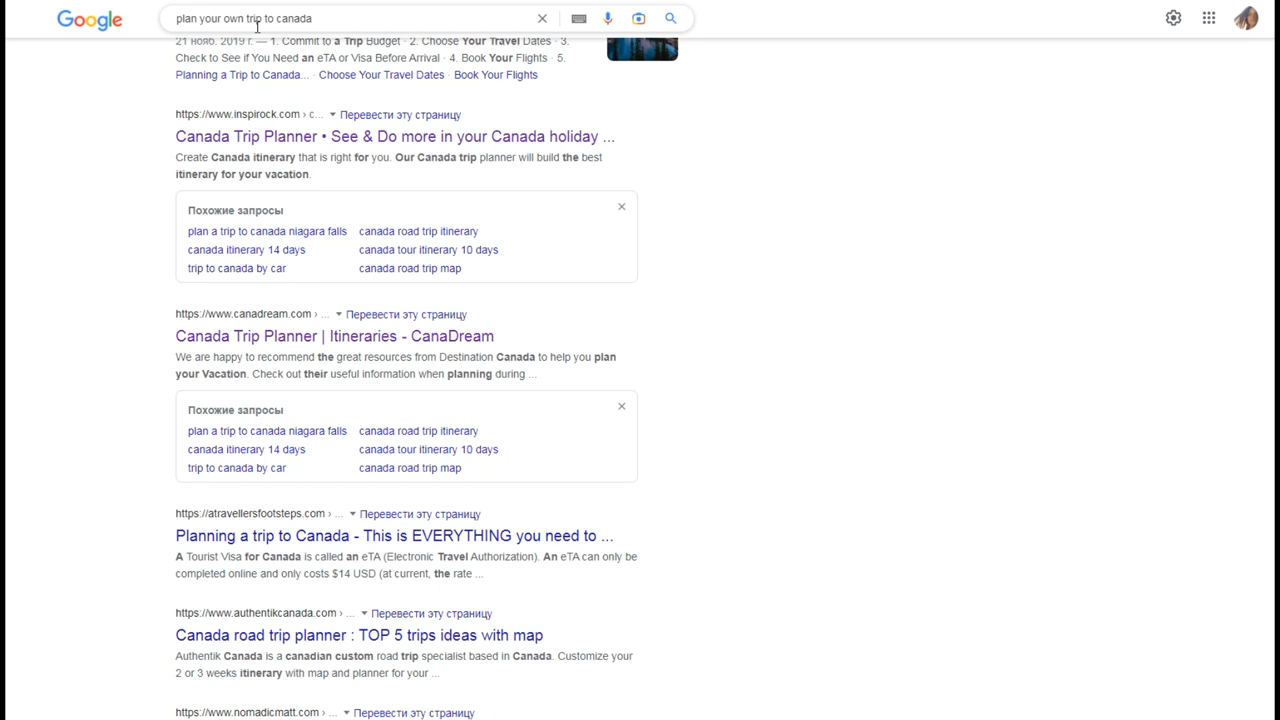 Google
plan your own trip to canada
21 нояб. 2019 г. — 1. Commit to a Trip Budget · 2. Choose Your Travel Dates · 3.
Check to See if You Need an eTA or Visa Before Arrival · 4. Book Your Flights · 5.
Planning a Trip to Canada... · Choose Your Travel Dates · Book Your Flights
https://www.inspirock.com › c... Перевести эту страницу
Canada Trip Planner • See & Do more in your Canada holiday ...
Create Canada itinerary that is right for you. Our Canada trip planner will build the best
itinerary for your vacation.
Похожие запросы
plan a trip to canada niagara falls canada road trip itinerary
canada itinerary 14 days canada tour itinerary 10 days
trip to canada by car canada road trip map
https://www.canadream.com › ... Перевести эту страницу
Canada Trip Planner | Itineraries - CanaDream
We are happy to recommend the great resources from Destination Canada to help you plan
your Vacation. Check out their useful information when planning during ...
Похожие запросы
plan a trip to canada niagara falls canada road trip itinerary
canada itinerary 14 days canada tour itinerary 10 days
trip to canada by car canada road trip map
https://atravellersfootsteps.com › ... Перевести эту страницу
Planning a trip to Canada - This is EVERYTHING you need to ...
A Tourist Visa for Canada is called an eTA (Electronic Travel Authorization). An eTA can only be
completed online and only costs $14 USD (at current, the rate ...
https://www.authentikcanada.com › ... Перевести эту страницу
Canada road trip planner : TOP 5 trips ideas with map
Authentik Canada is a canadian custom road trip specialist based in Canada. Customize your
2 or 3 weeks itinerary with map and planner for your ...
https://www.nomadicmatt.com › ... Перевести эту страницу